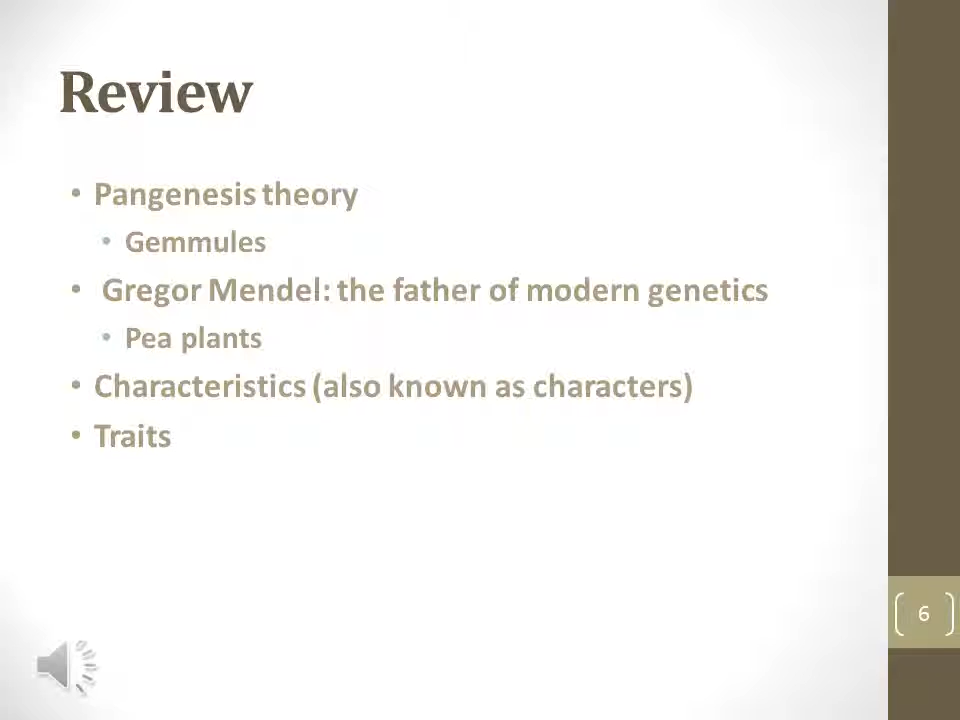 Review
• Pangenesis theory
• Gemmules
• Gregor Mendel: the father of modern genetics
• Pea plants
• Characteristics (also known as characters)
• Traits
6